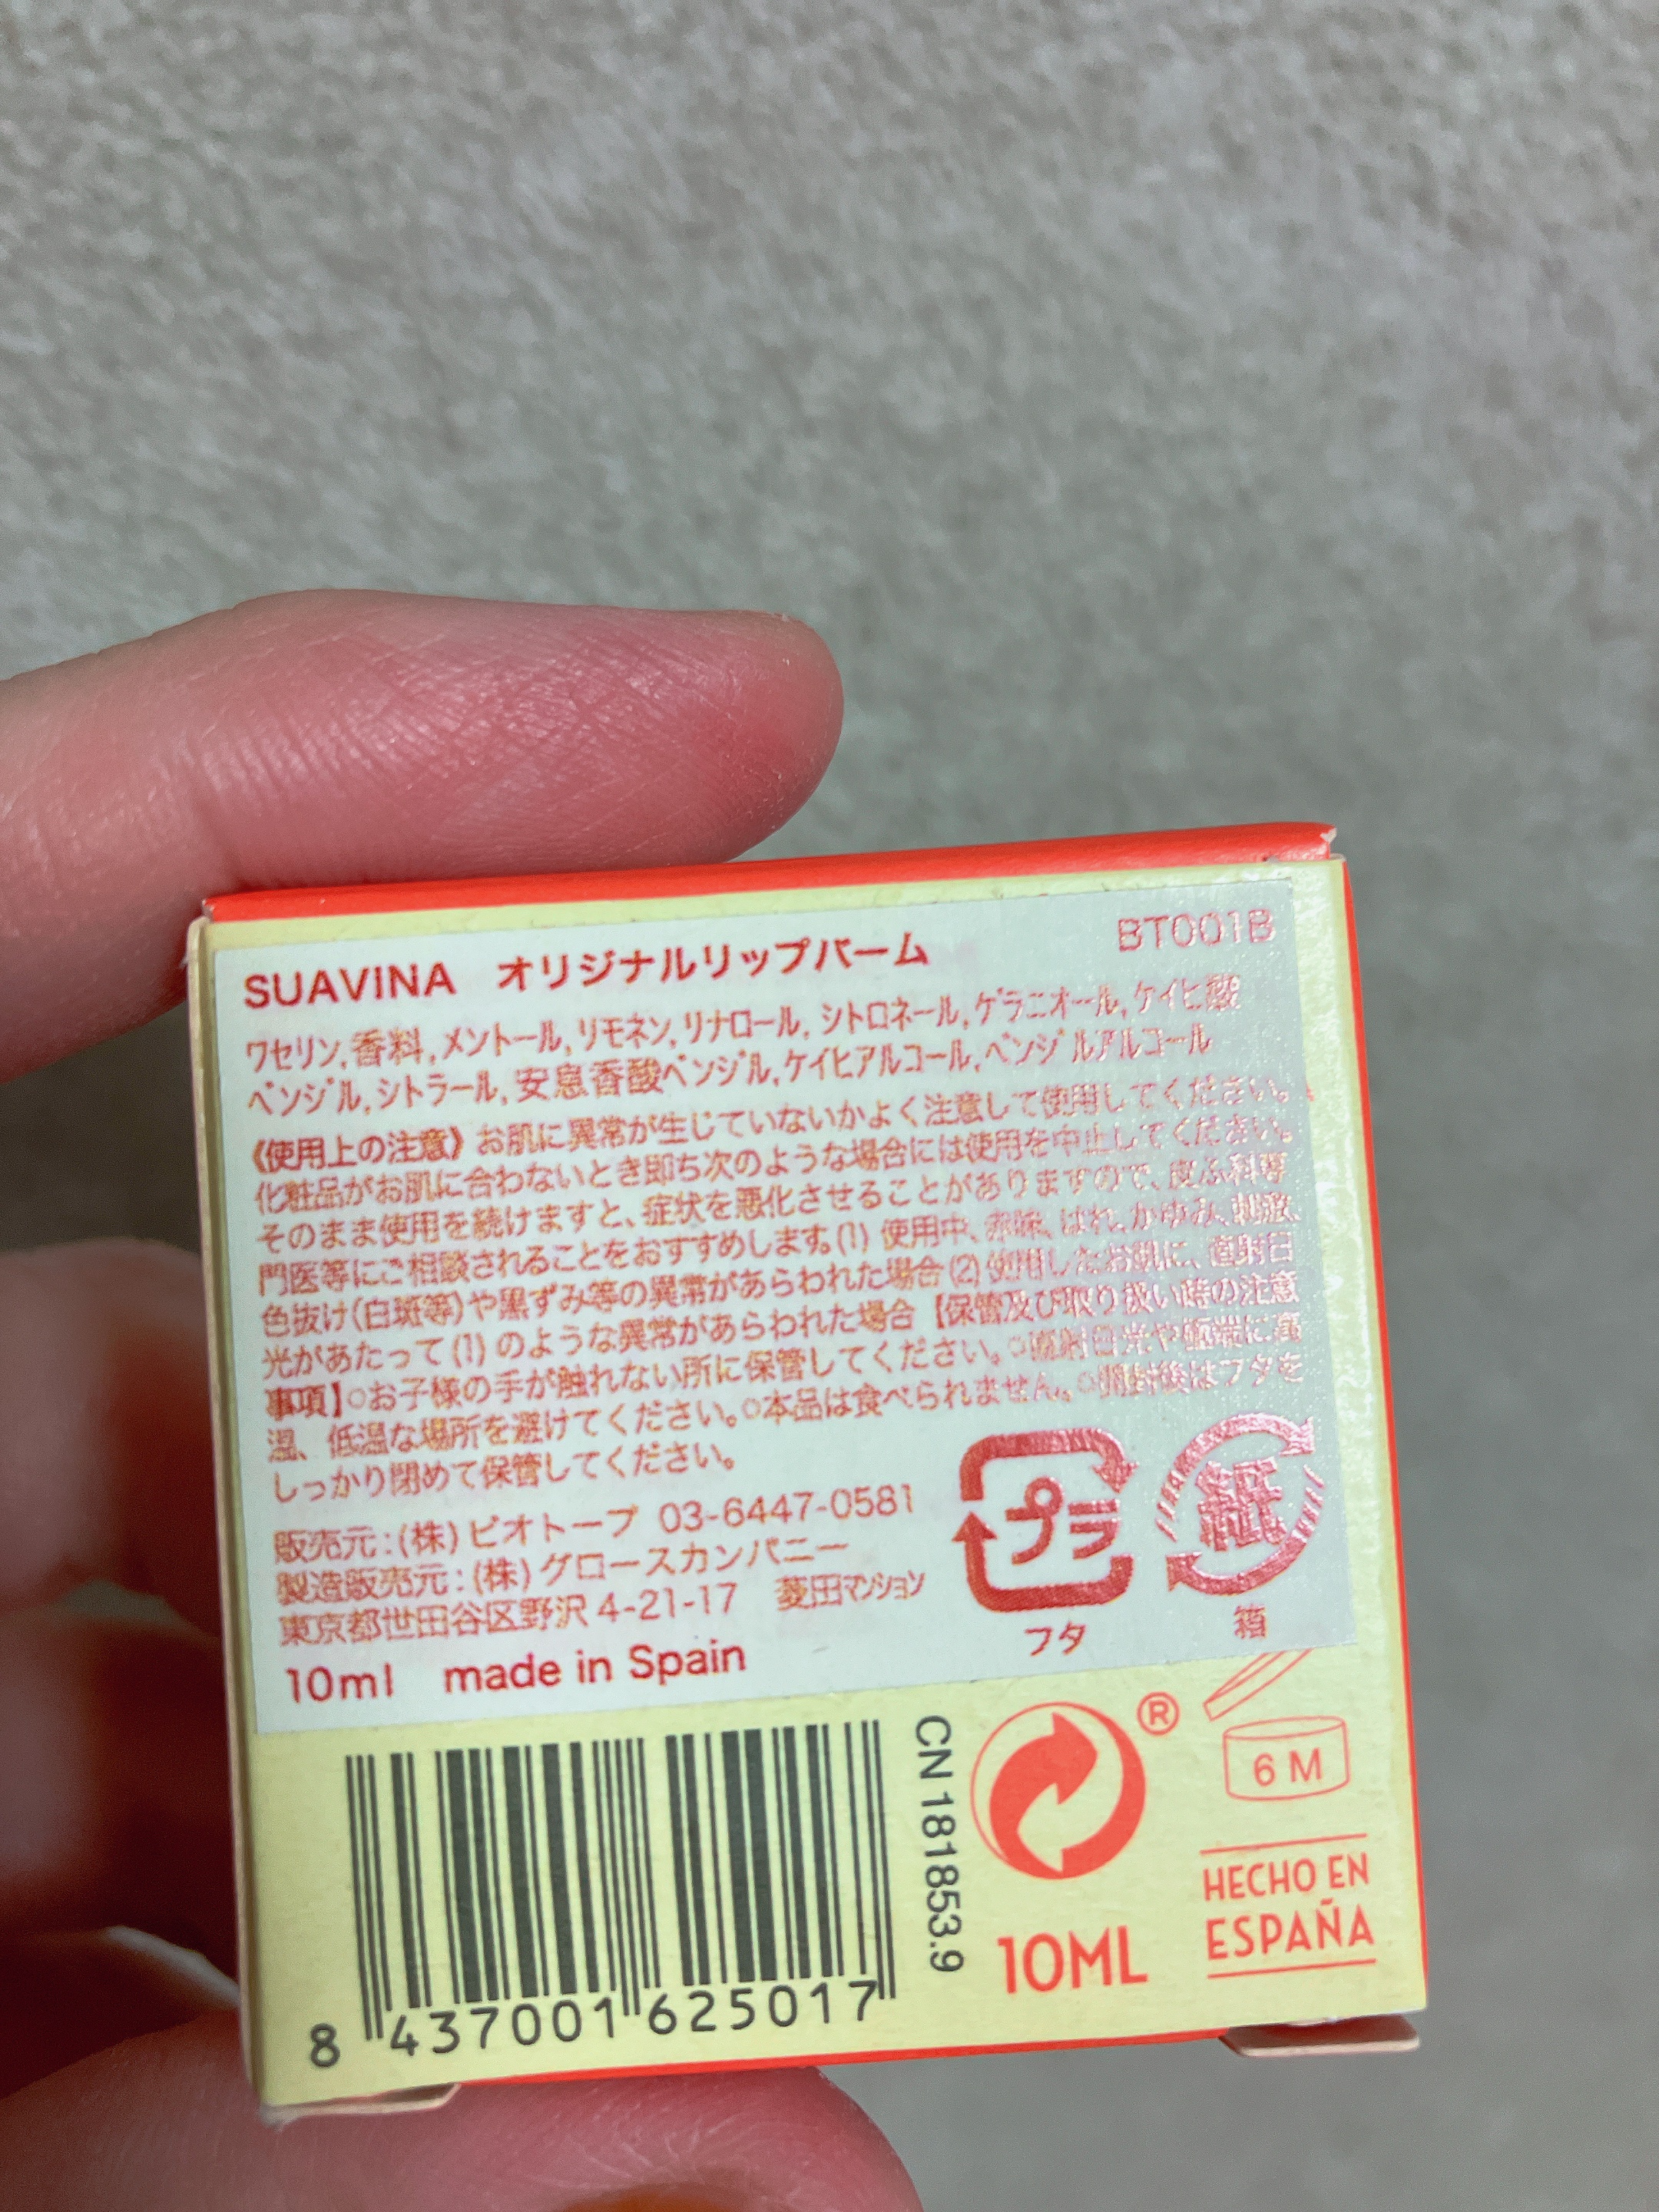 SUAVINA オリジナルリップバーム BT001B
ワセリン,香料,メントール,リモネン,リナロール,シトロネール,ゲラニオール,ケイヒ酸
ベンジル,シトラール,安息香酸ベンジル,ケイヒアルコール,ベンジルアルコール
《使用上の注意》お肌に異常が生じていないかよく注意して使用してください。
化粧品がお肌に合わないとき即ち次のような場合には使用を中止してください。
そのまま使用を続けますと、症状を悪化させることがありますので、皮ふ科専
門医等にご相談されることをおすすめします。(1) 使用中、赤味、はれ、かゆみ、刺激、
色抜け(白斑等)や黒ずみ等の異常があらわれた場合(2)使用したお肌に、直射日
光があたって(1)のような異常があらわれた場合【保管及び取り扱い時の注意
事項】○お子様の手が触れない所に保管してください。○直射日光や極端に高
温、低温な場所を避けてください。○本品は食べられません。○開封後はフタを
しっかり閉めて保管してください。
販売元:(株)ビオトープ 03-6447-0581
製造販売元:(株)グロースカンパニー
東京都世田谷区野沢 4-21-17 菱田マンション
プラ
フタ
紙
箱
10ml made in Spain
CN 181853.9
®
6 M
10ML
HECHO EN
ESPAÑA
8 437001 625017